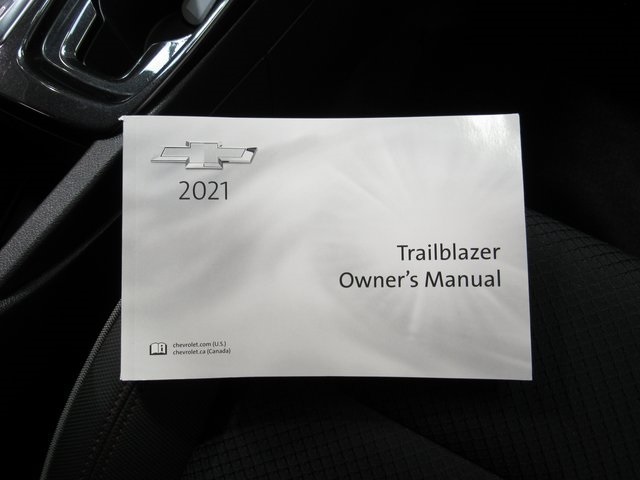 2021
Trailblazer
Owner's Manual
chevrolet.com (U.S.)
chevrolet.ca (Canada)